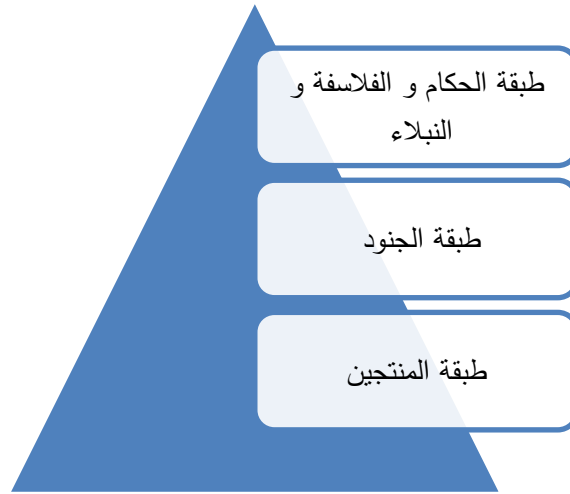 طبقة الحكام و الفلاسفة و
النبلاء
طبقة الجنود
طبقة المنتجين